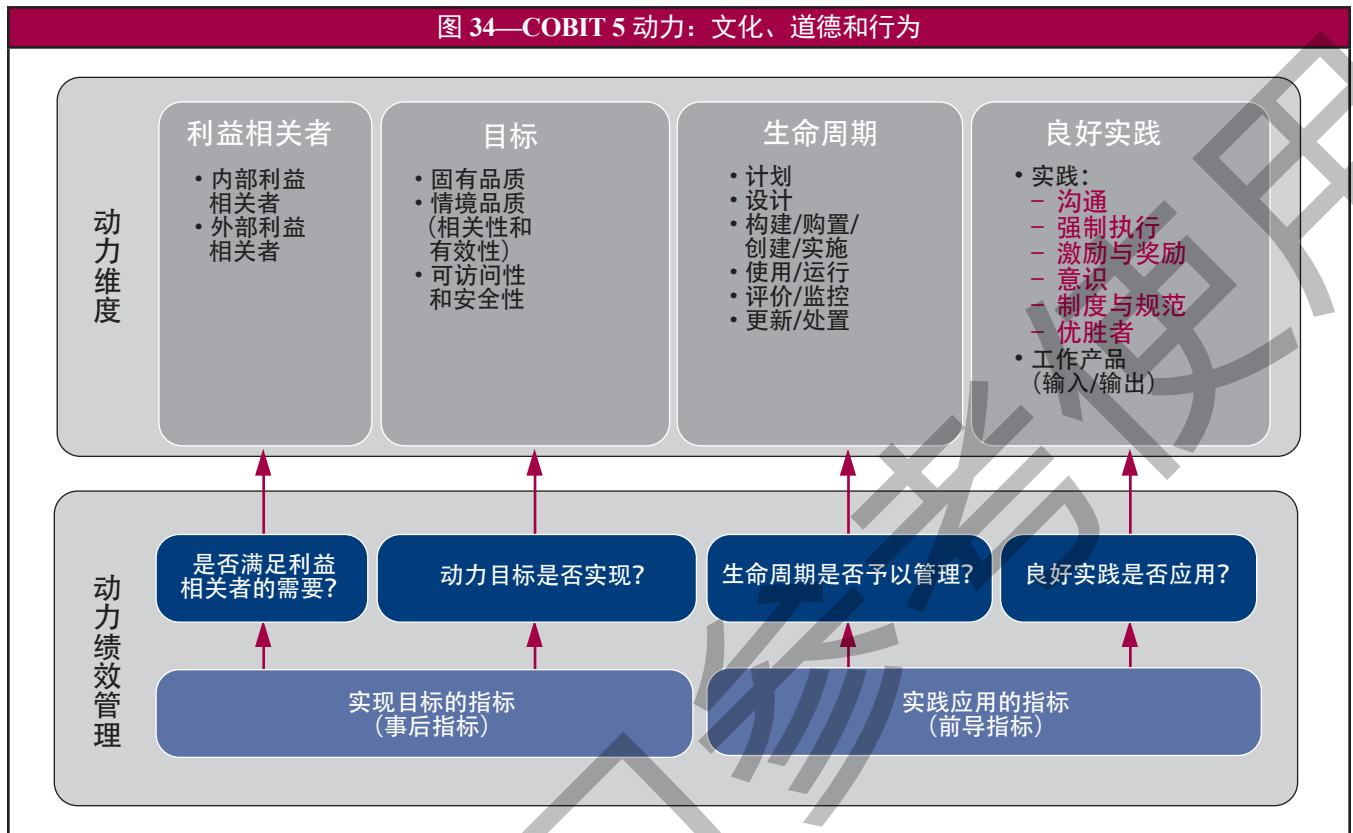 图 34—COBIT 5 动力：文化、道德和行为
动力维度
利益相关者
• 内部利益
相关者
• 外部利益
相关者
目标
• 固有品质
• 情境品质
（相关性和
有效性）
• 可访问性
和安全性
生命周期
• 计划
• 设计
• 构建/购置/
创建/实施
• 使用/运行
• 评价/监控
• 更新/处置
良好实践
• 实践：
– 沟通
– 强制执行
– 激励与奖励
– 意识
– 制度与规范
– 优胜者
• 工作产品
（输入/输出）
动力绩效管理
是否满足利益
相关者的需要？
动力目标是否实现？
生命周期是否予以管理？
良好实践是否应用？
实现目标的指标
（事后指标）
实践应用的指标
（前导指标）
参考使用